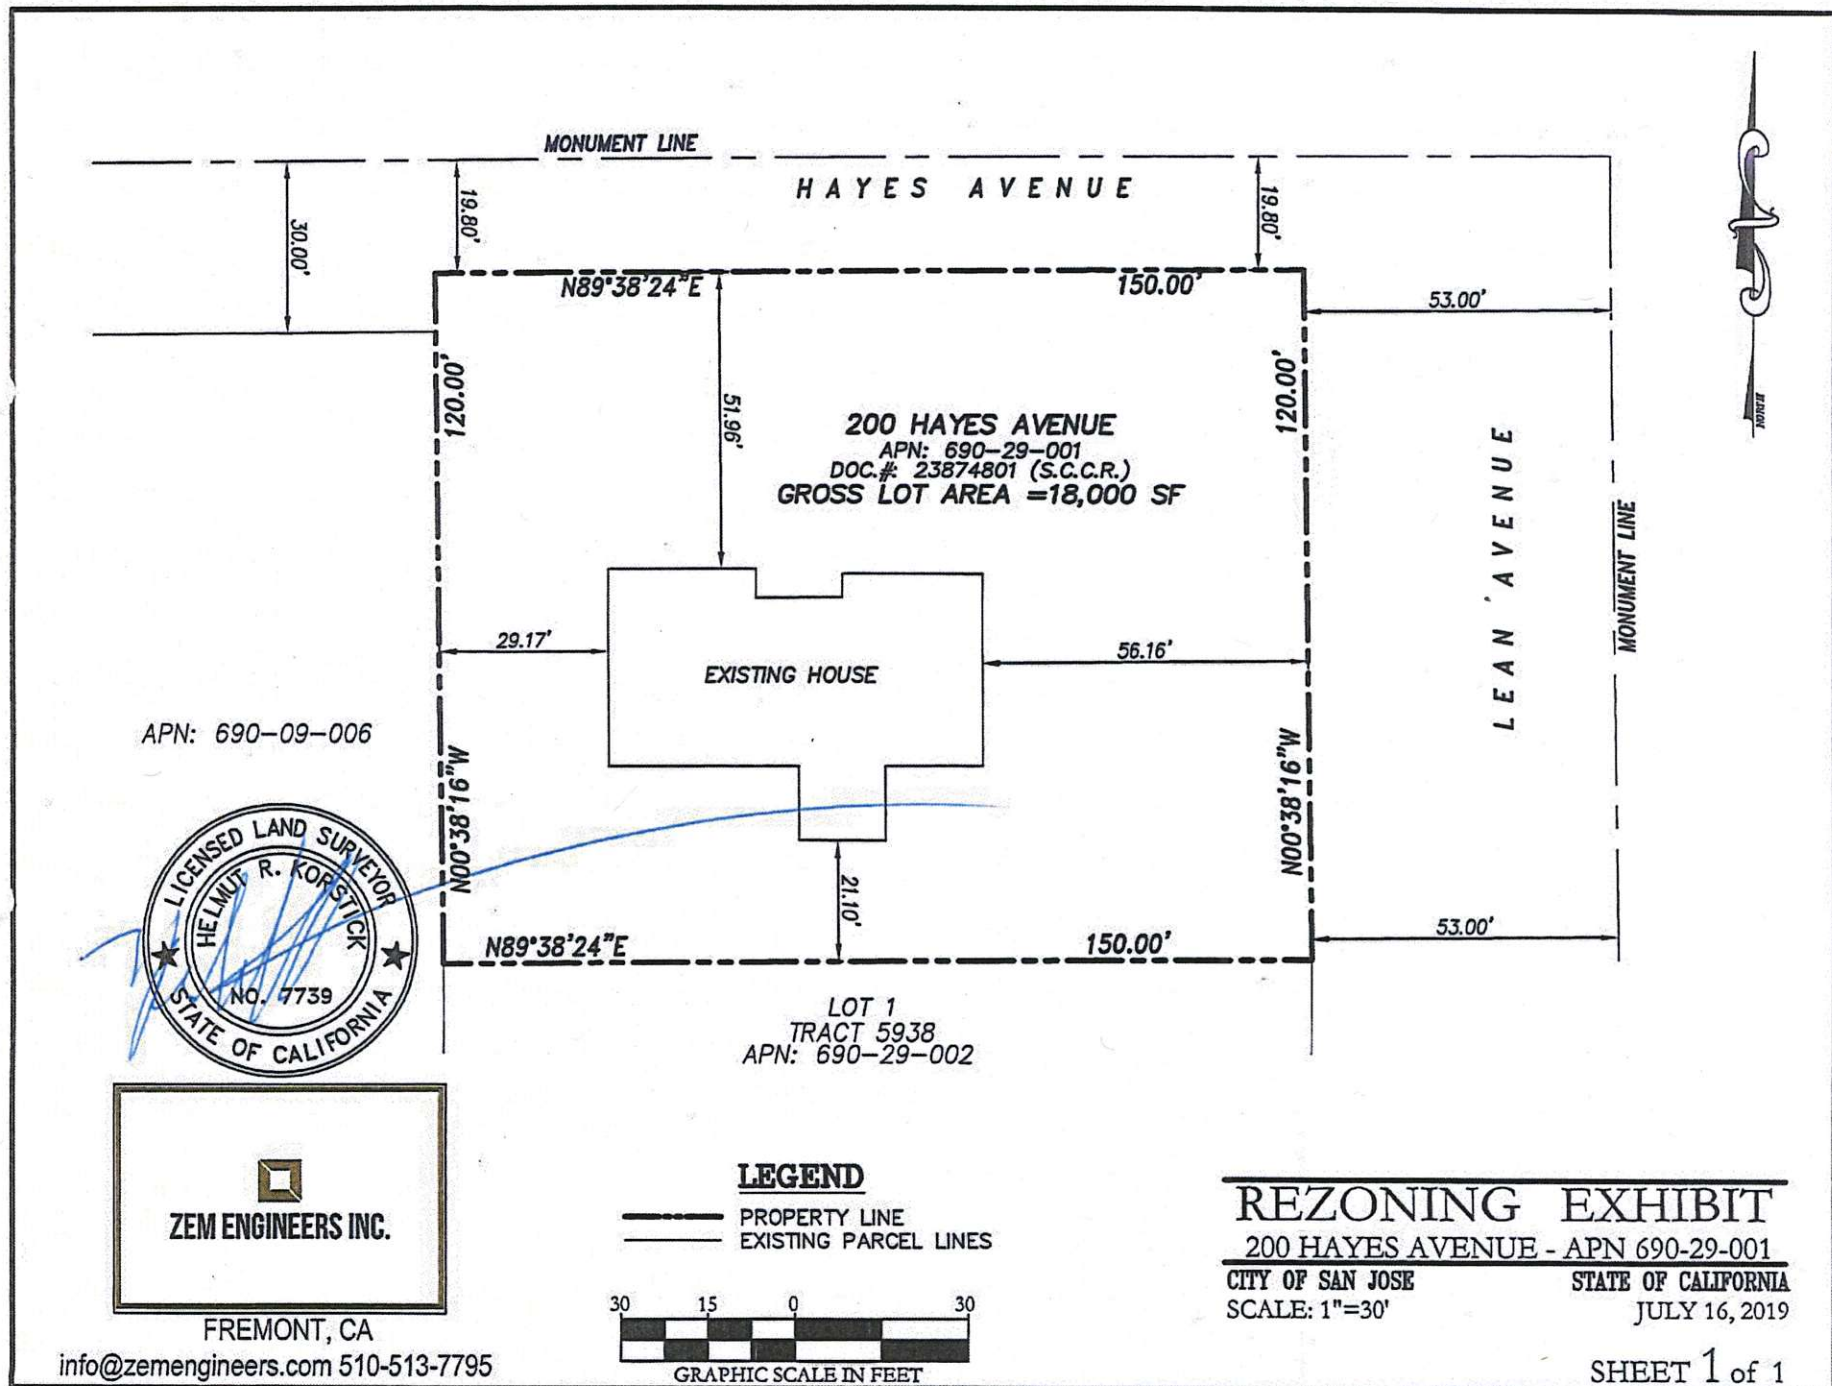 MONUMENT LINE
HAYES AVENUE
30.00'
19.80'
19.80'
N89°38'24"E
150.00'
53.00'
120.00'
51.96'
120.00'
200 HAYES AVENUE
APN: 690-29-001
DOC.#: 23874801 (S.C.C.R.)
GROSS LOT AREA =18,000 SF
LEAN AVENUE
MONUMENT LINE
29.17'
56.16'
EXISTING HOUSE
APN: 690-09-006
N00°38'16"W
N00°38'16"W
21.10'
N89°38'24"E
150.00'
53.00'
LICENSED LAND SURVEYOR
HELMUT R. KORSTICK
NO. 7739
STATE OF CALIFORNIA
LOT 1
TRACT 5938
APN: 690-29-002
ZEM ENGINEERS INC.
FREMONT, CA
info@zemengineers.com 510-513-7795
LEGEND
PROPERTY LINE
EXISTING PARCEL LINES
30 15 0 30
GRAPHIC SCALE IN FEET
REZONING EXHIBIT
200 HAYES AVENUE - APN 690-29-001
CITY OF SAN JOSE STATE OF CALIFORNIA
SCALE: 1"=30' JULY 16, 2019
SHEET 1 of 1